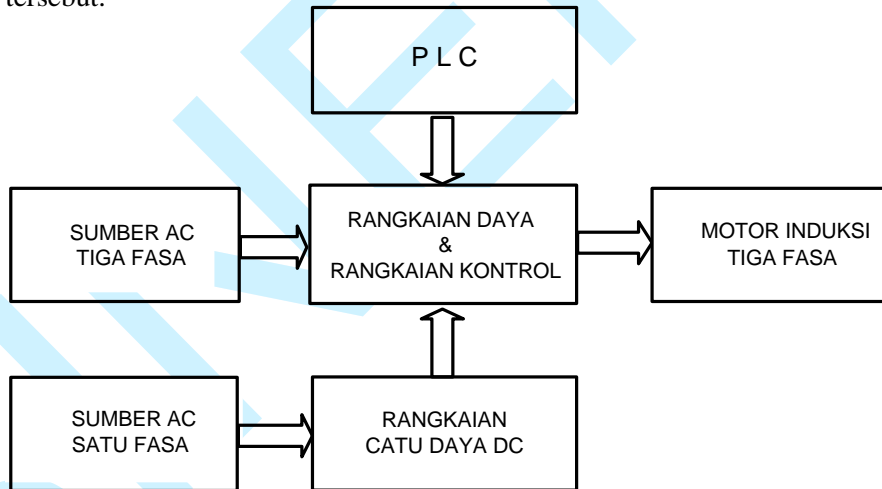 tersebut.
P L C
SUMBER AC
TIGA FASA
RANGKAIAN DAYA
&
RANGKAIAN KONTROL
MOTOR INDUKSI
TIGA FASA
SUMBER AC
SATU FASA
RANGKAIAN
CATU DAYA DC